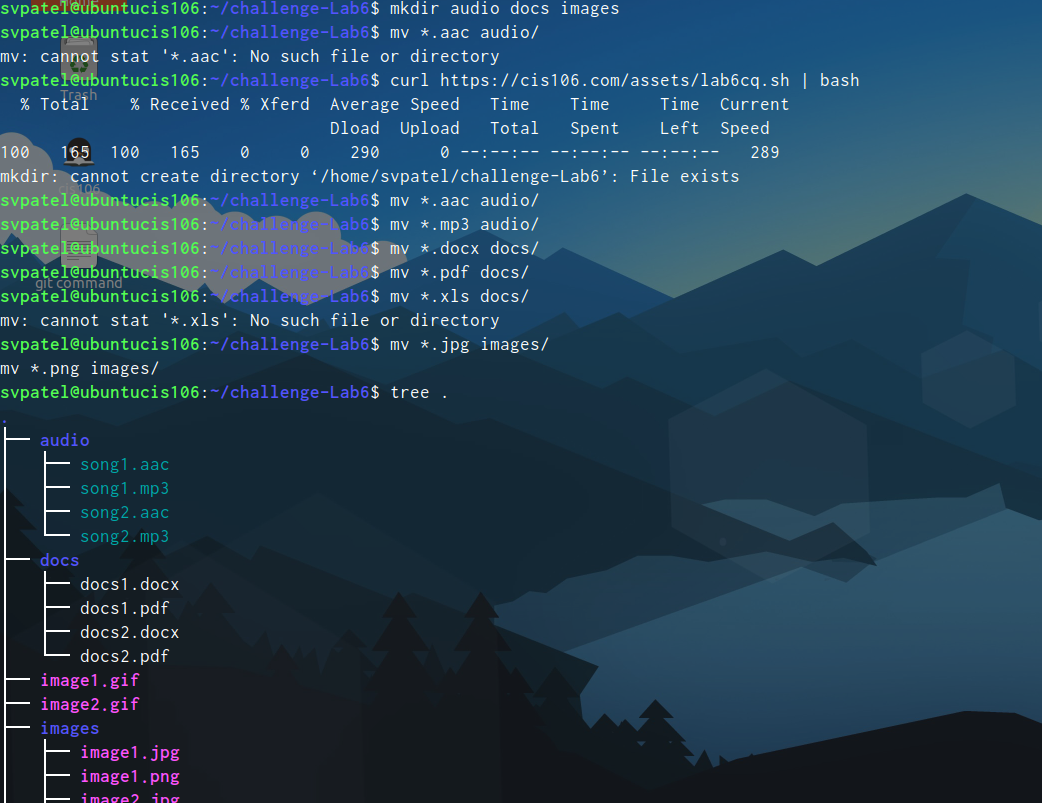 svpatel@ubuntucis106:~/challenge-Lab6$ mkdir audio docs images
svpatel@ubuntucis106:~/challenge-Lab6$ mv *.aac audio/
mv: cannot stat '*.aac': No such file or directory
svpatel@ubuntucis106:~/challenge-Lab6$ curl https://cis106.com/assets/lab6cq.sh | bash
  % Total    % Received % Xferd  Average Speed   Time    Time     Time  Current
                                 Dload  Upload   Total   Spent    Left  Speed
100   165  100   165    0     0    290      0 --:--:-- --:--:-- --:--:--   289
mkdir: cannot create directory ‘/home/svpatel/challenge-Lab6’: File exists
svpatel@ubuntucis106:~/challenge-Lab6$ mv *.aac audio/
svpatel@ubuntucis106:~/challenge-Lab6$ mv *.mp3 audio/
svpatel@ubuntucis106:~/challenge-Lab6$ mv *.docx docs/
svpatel@ubuntucis106:~/challenge-Lab6$ mv *.pdf docs/
svpatel@ubuntucis106:~/challenge-Lab6$ mv *.xls docs/
mv: cannot stat '*.xls': No such file or directory
svpatel@ubuntucis106:~/challenge-Lab6$ mv *.jpg images/
mv *.png images/
svpatel@ubuntucis106:~/challenge-Lab6$ tree .
.
├── audio
│   ├── song1.aac
│   ├── song1.mp3
│   ├── song2.aac
│   └── song2.mp3
├── docs
│   ├── docs1.docx
│   ├── docs1.pdf
│   ├── docs2.docx
│   └── docs2.pdf
├── image1.gif
├── image2.gif
├── images
│   ├── image1.jpg
│   ├── image1.png
│   ├── image2.jpg
Trash
cis106
git command